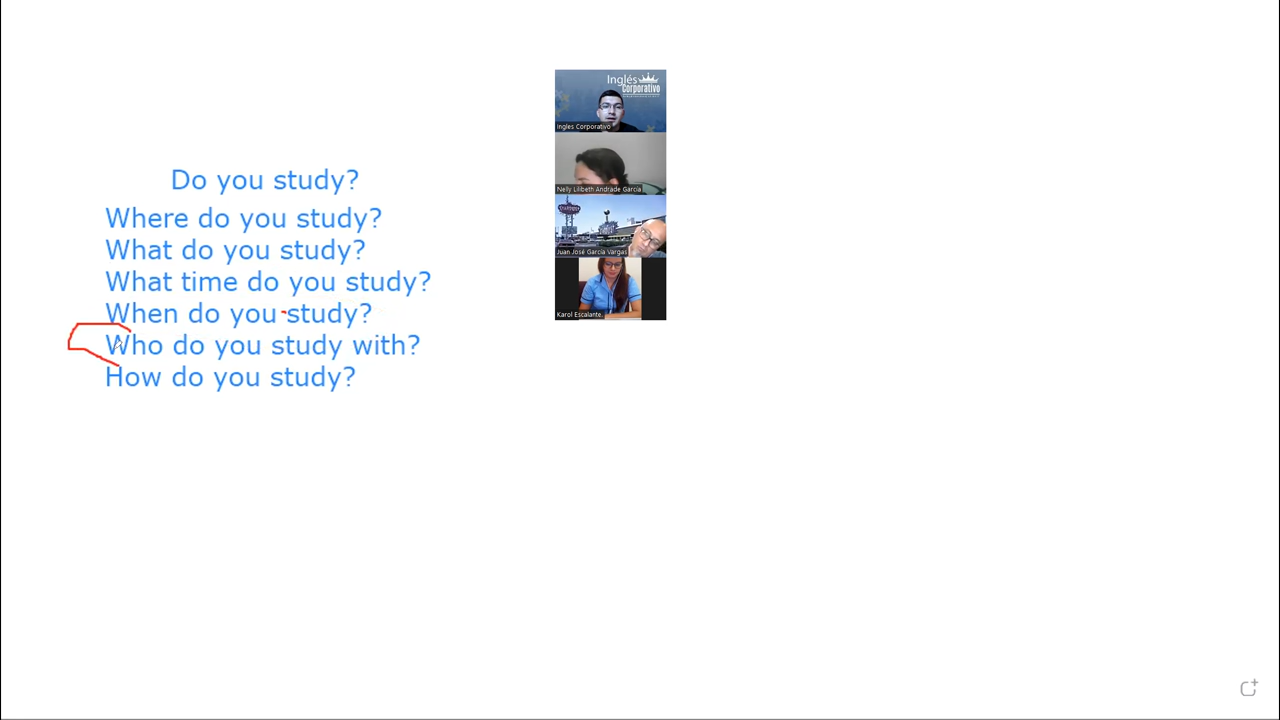 Do you study?
Where do you study?
What do you study?
What time do you study?
When do you study?
Who do you study with?
How do you study?
Inglés
Corporativo
Ingles Corporativo
Nelly Lilibeth Andrade García
Juan José García Vargas
Karol Escalante.